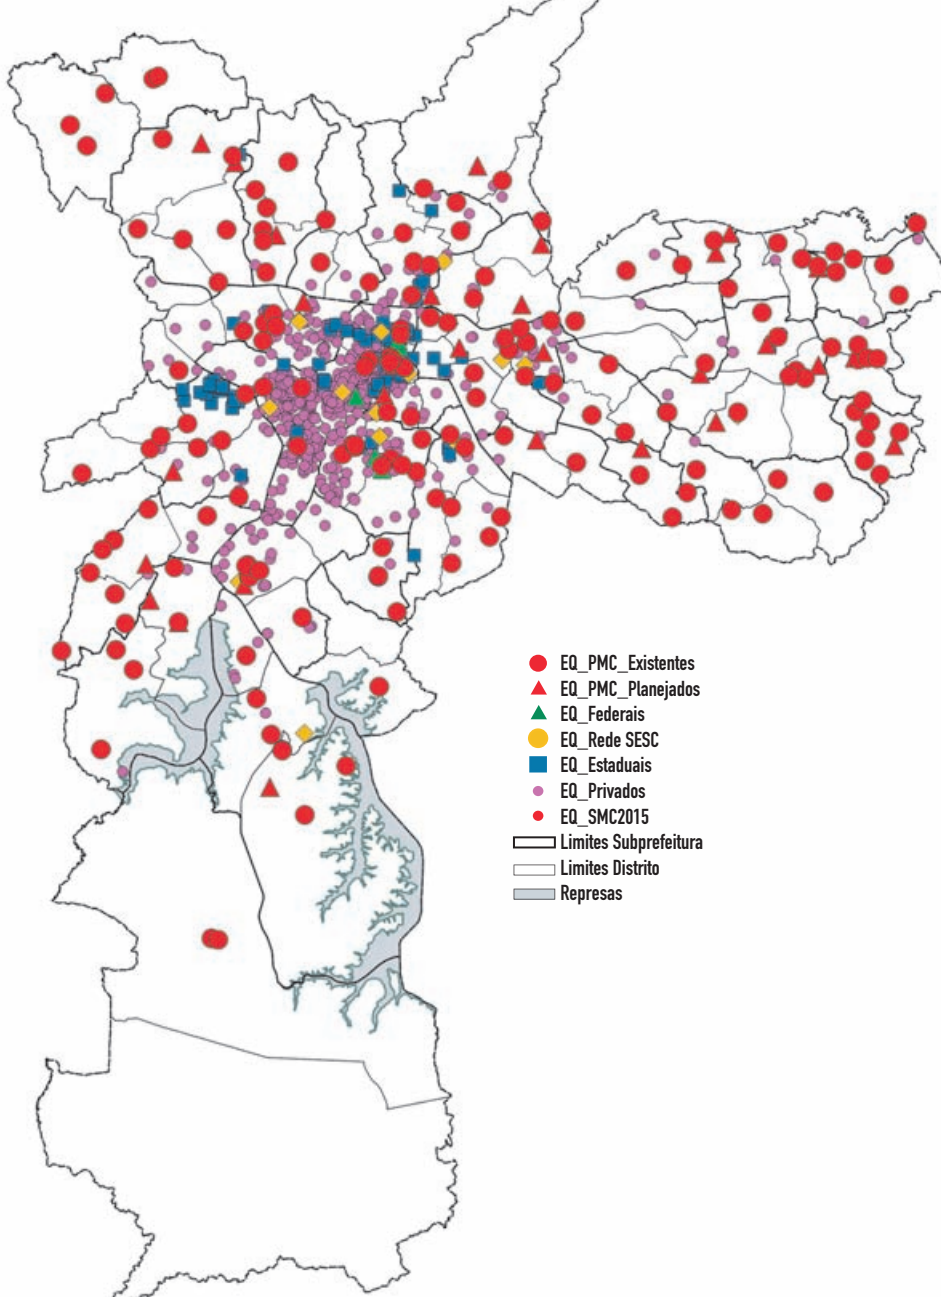 EQ_PMC_Existentes
EQ_PMC_Planejados
EQ_Federais
EQ_Rede SESC
EQ_Estaduais
EQ_Privados
EQ_SMC2015
Limites Subprefeitura
Limites Distrito
Represas